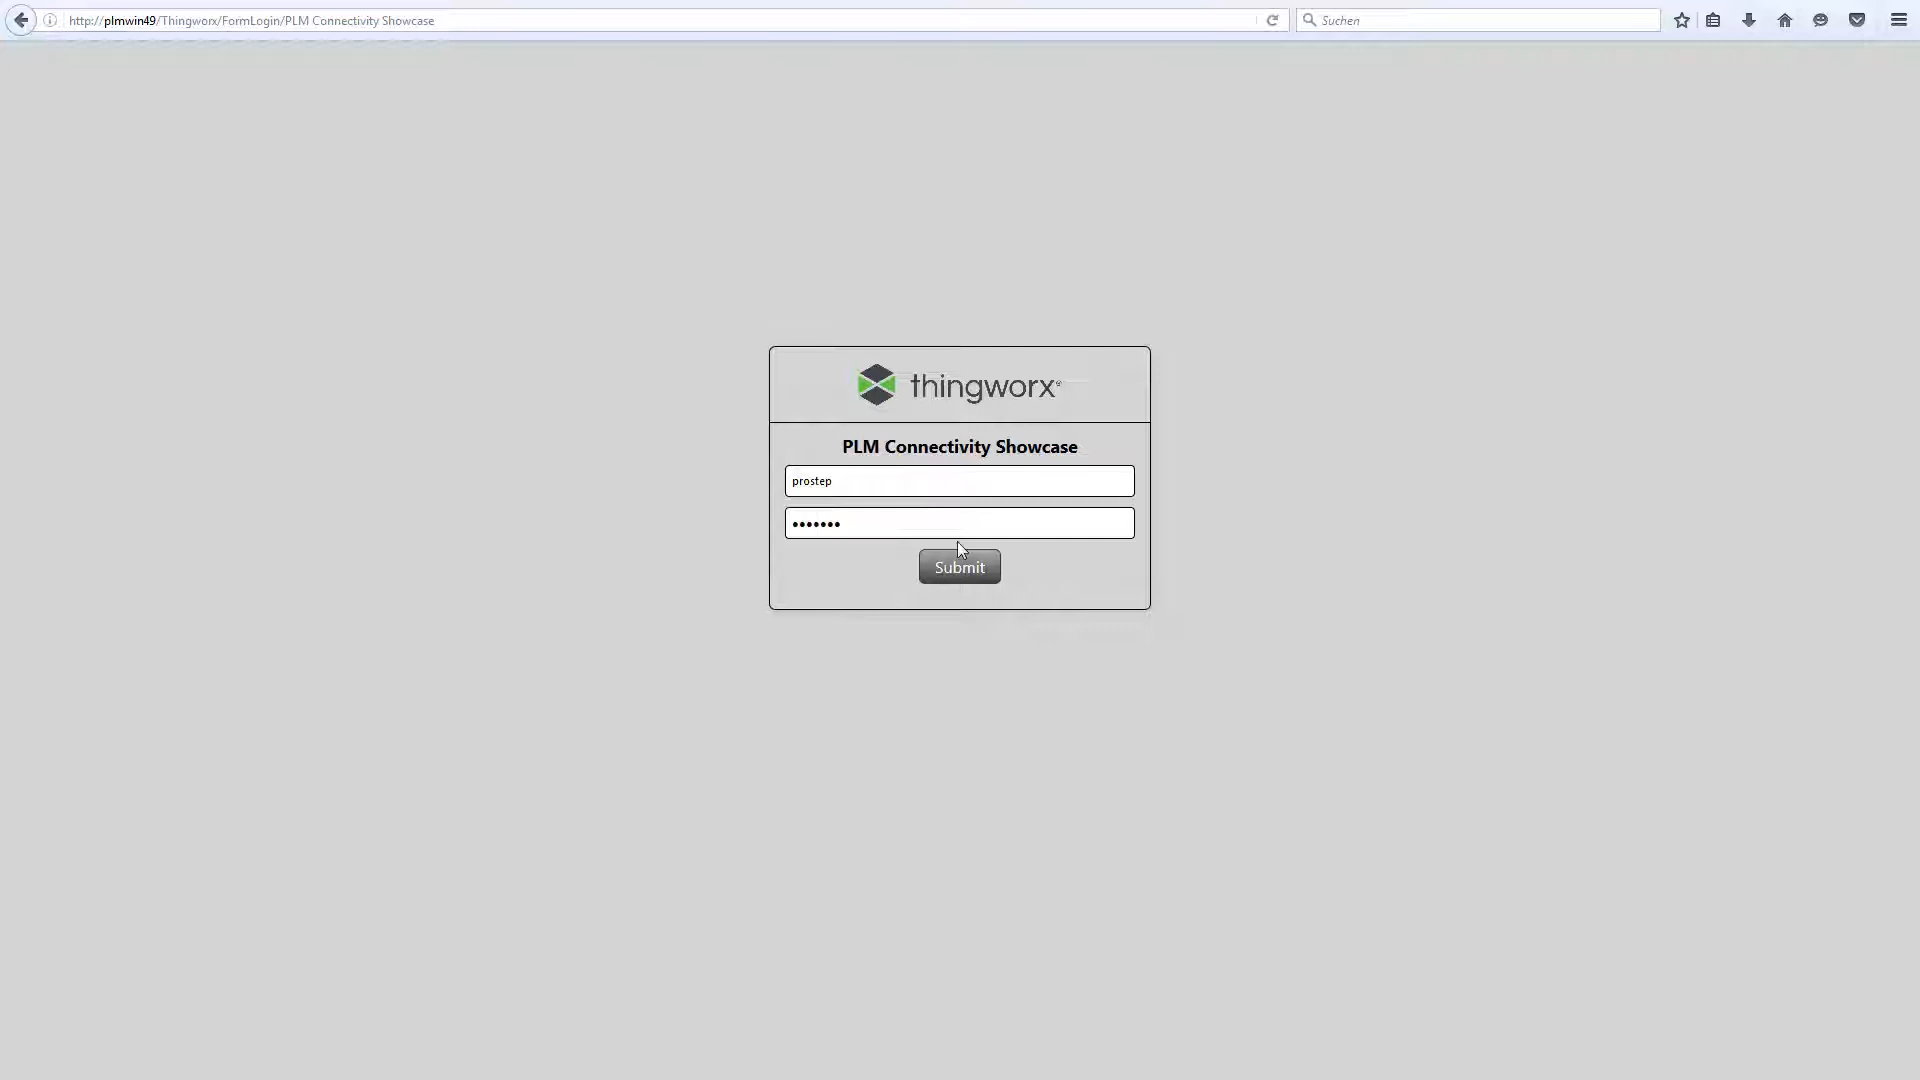 http://plmwin49/Thingworx/FormLogin/PLM Connectivity Showcase
Suchen
thingworx®
PLM Connectivity Showcase
prostep
•••••••
Submit